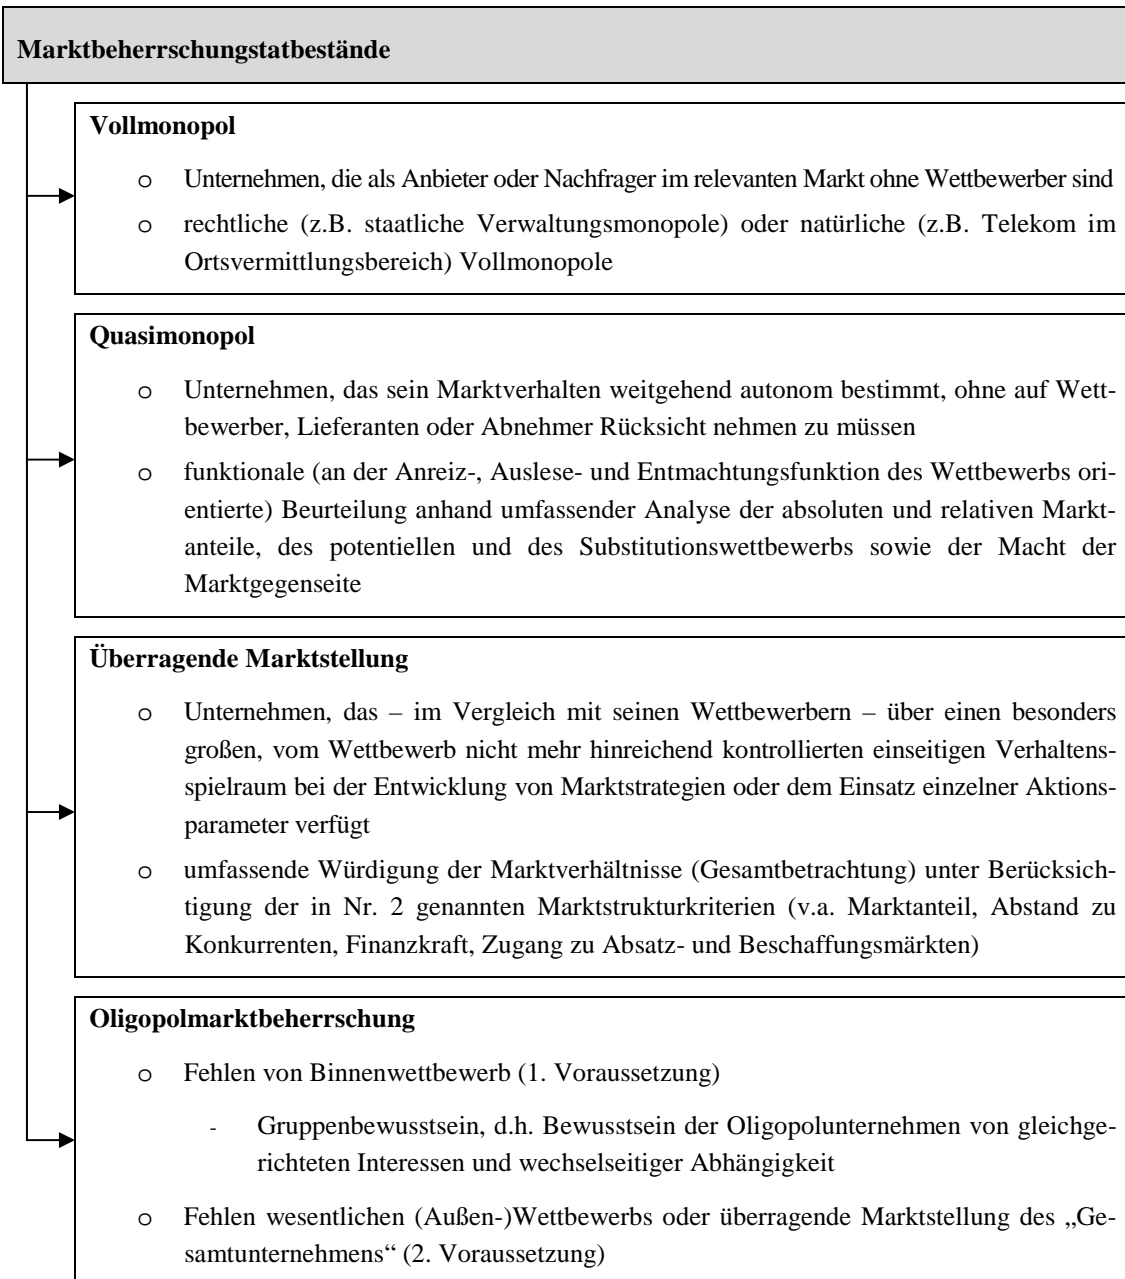 Marktbeherrschungstatbestände
Vollmonopol
o Unternehmen, die als Anbieter oder Nachfrager im relevanten Markt ohne Wettbewerber sind
o rechtliche (z.B. staatliche Verwaltungsmonopole) oder natürliche (z.B. Telekom im
Ortsvermittlungsbereich) Vollmonopole
Quasimonopol
o Unternehmen, das sein Marktverhalten weitgehend autonom bestimmt, ohne auf Wett-
bewerber, Lieferanten oder Abnehmer Rücksicht nehmen zu müssen
o funktionale (an der Anreiz-, Auslese- und Entmachtungsfunktion des Wettbewerbs ori-
entierte) Beurteilung anhand umfassender Analyse der absoluten und relativen Markt-
anteile, des potentiellen und des Substitutionswettbewerbs sowie der Macht der
Marktgegenseite
Überragende Marktstellung
o Unternehmen, das – im Vergleich mit seinen Wettbewerbern – über einen besonders
großen, vom Wettbewerb nicht mehr hinreichend kontrollierten einseitigen Verhaltens-
spielraum bei der Entwicklung von Marktstrategien oder dem Einsatz einzelner Aktions-
parameter verfügt
o umfassende Würdigung der Marktverhältnisse (Gesamtbetrachtung) unter Berücksich-
tigung der in Nr. 2 genannten Marktstrukturkriterien (v.a. Marktanteil, Abstand zu
Konkurrenten, Finanzkraft, Zugang zu Absatz- und Beschaffungsmärkten)
Oligopolmarktbeherrschung
o Fehlen von Binnenwettbewerb (1. Voraussetzung)
- Gruppenbewusstsein, d.h. Bewusstsein der Oligopolunternehmen von gleichge-
richteten Interessen und wechselseitiger Abhängigkeit
o Fehlen wesentlichen (Außen-)Wettbewerbs oder überragende Marktstellung des „Ge-
samtunternehmens“ (2. Voraussetzung)